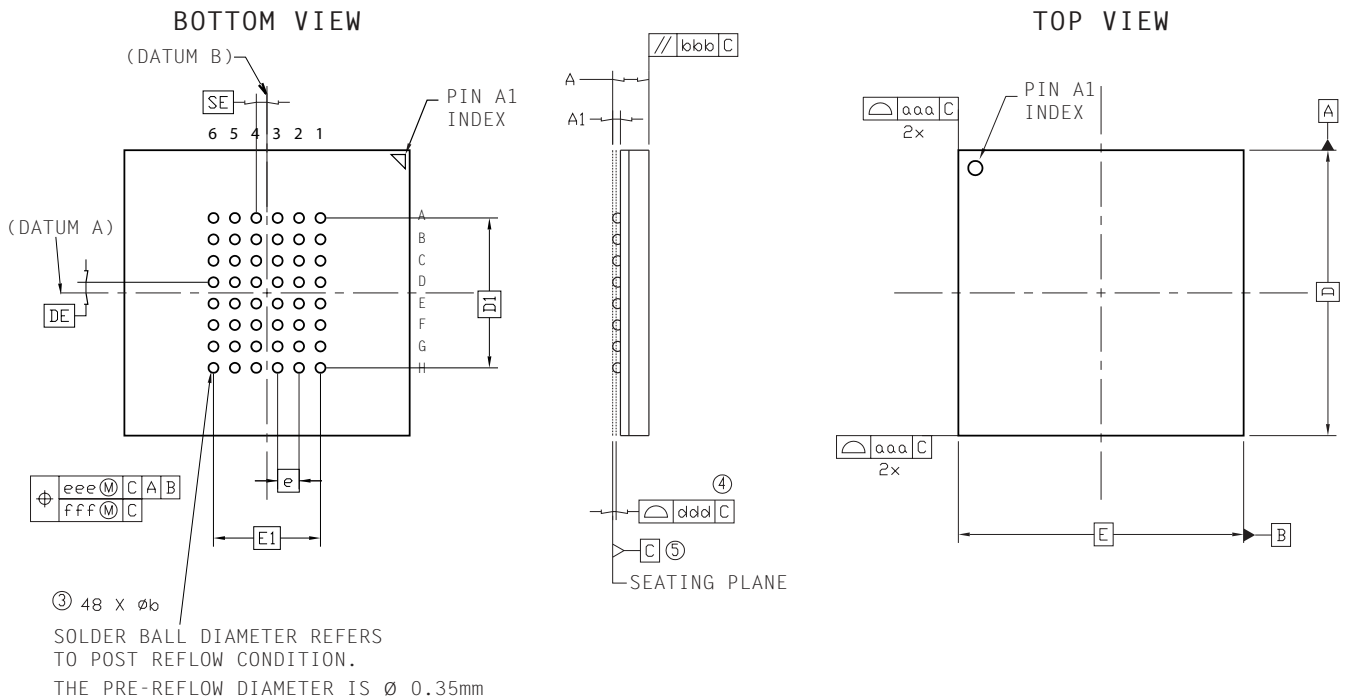 BOTTOM VIEW
(DATUM B)
SE
6 5 4 3 2 1
PIN A1
INDEX
(DATUM A)
A
B
C
D
E
F
G
H
D1
DE
e
eee Ⓜ C A B
fff Ⓜ C
E1
③ 48 X Øb
SOLDER BALL DIAMETER REFERS
TO POST REFLOW CONDITION.
THE PRE-REFLOW DIAMETER IS Ø 0.35mm
// bbb C
A
A1
④
ddd C
C ⑤
SEATING PLANE
TOP VIEW
PIN A1
INDEX
aaa C
2x
A
D
aaa C
2x
E
B